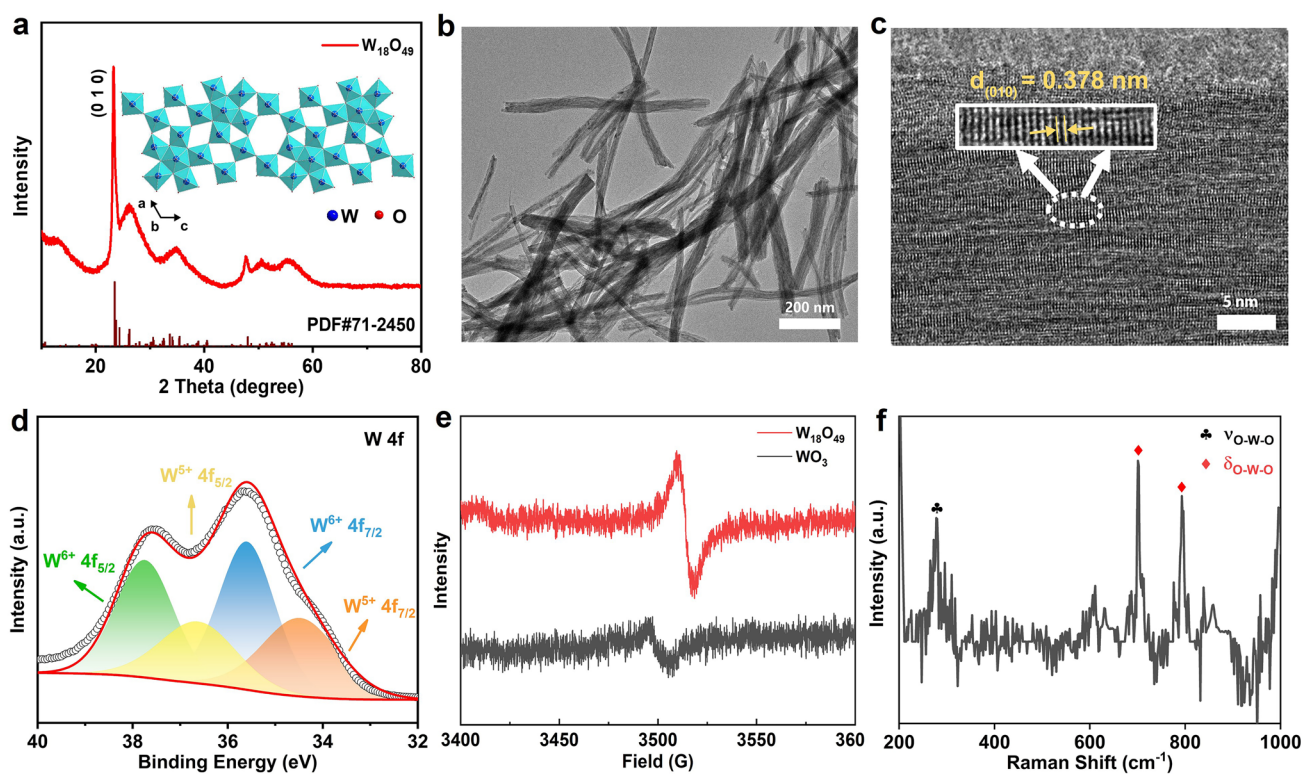 a
W18O49
(0 1 0)
a
b
c
W
O
Intensity
PDF#71-2450
20
40
60
80
2 Theta (degree)
b
200 nm
c
d(010) = 0.378 nm
5 nm
d
W 4f
W5+ 4f5/2
W6+ 4f7/2
W6+ 4f5/2
W5+ 4f7/2
Intensity (a.u.)
40
38
36
34
32
Binding Energy (eV)
e
W18O49
WO3
Intensity
3400
3450
3500
3550
360
Field (G)
f
♣ νO-W-O
♦ δO-W-O
Intensity (a.u.)
200
400
600
800
1000
Raman Shift (cm-1)